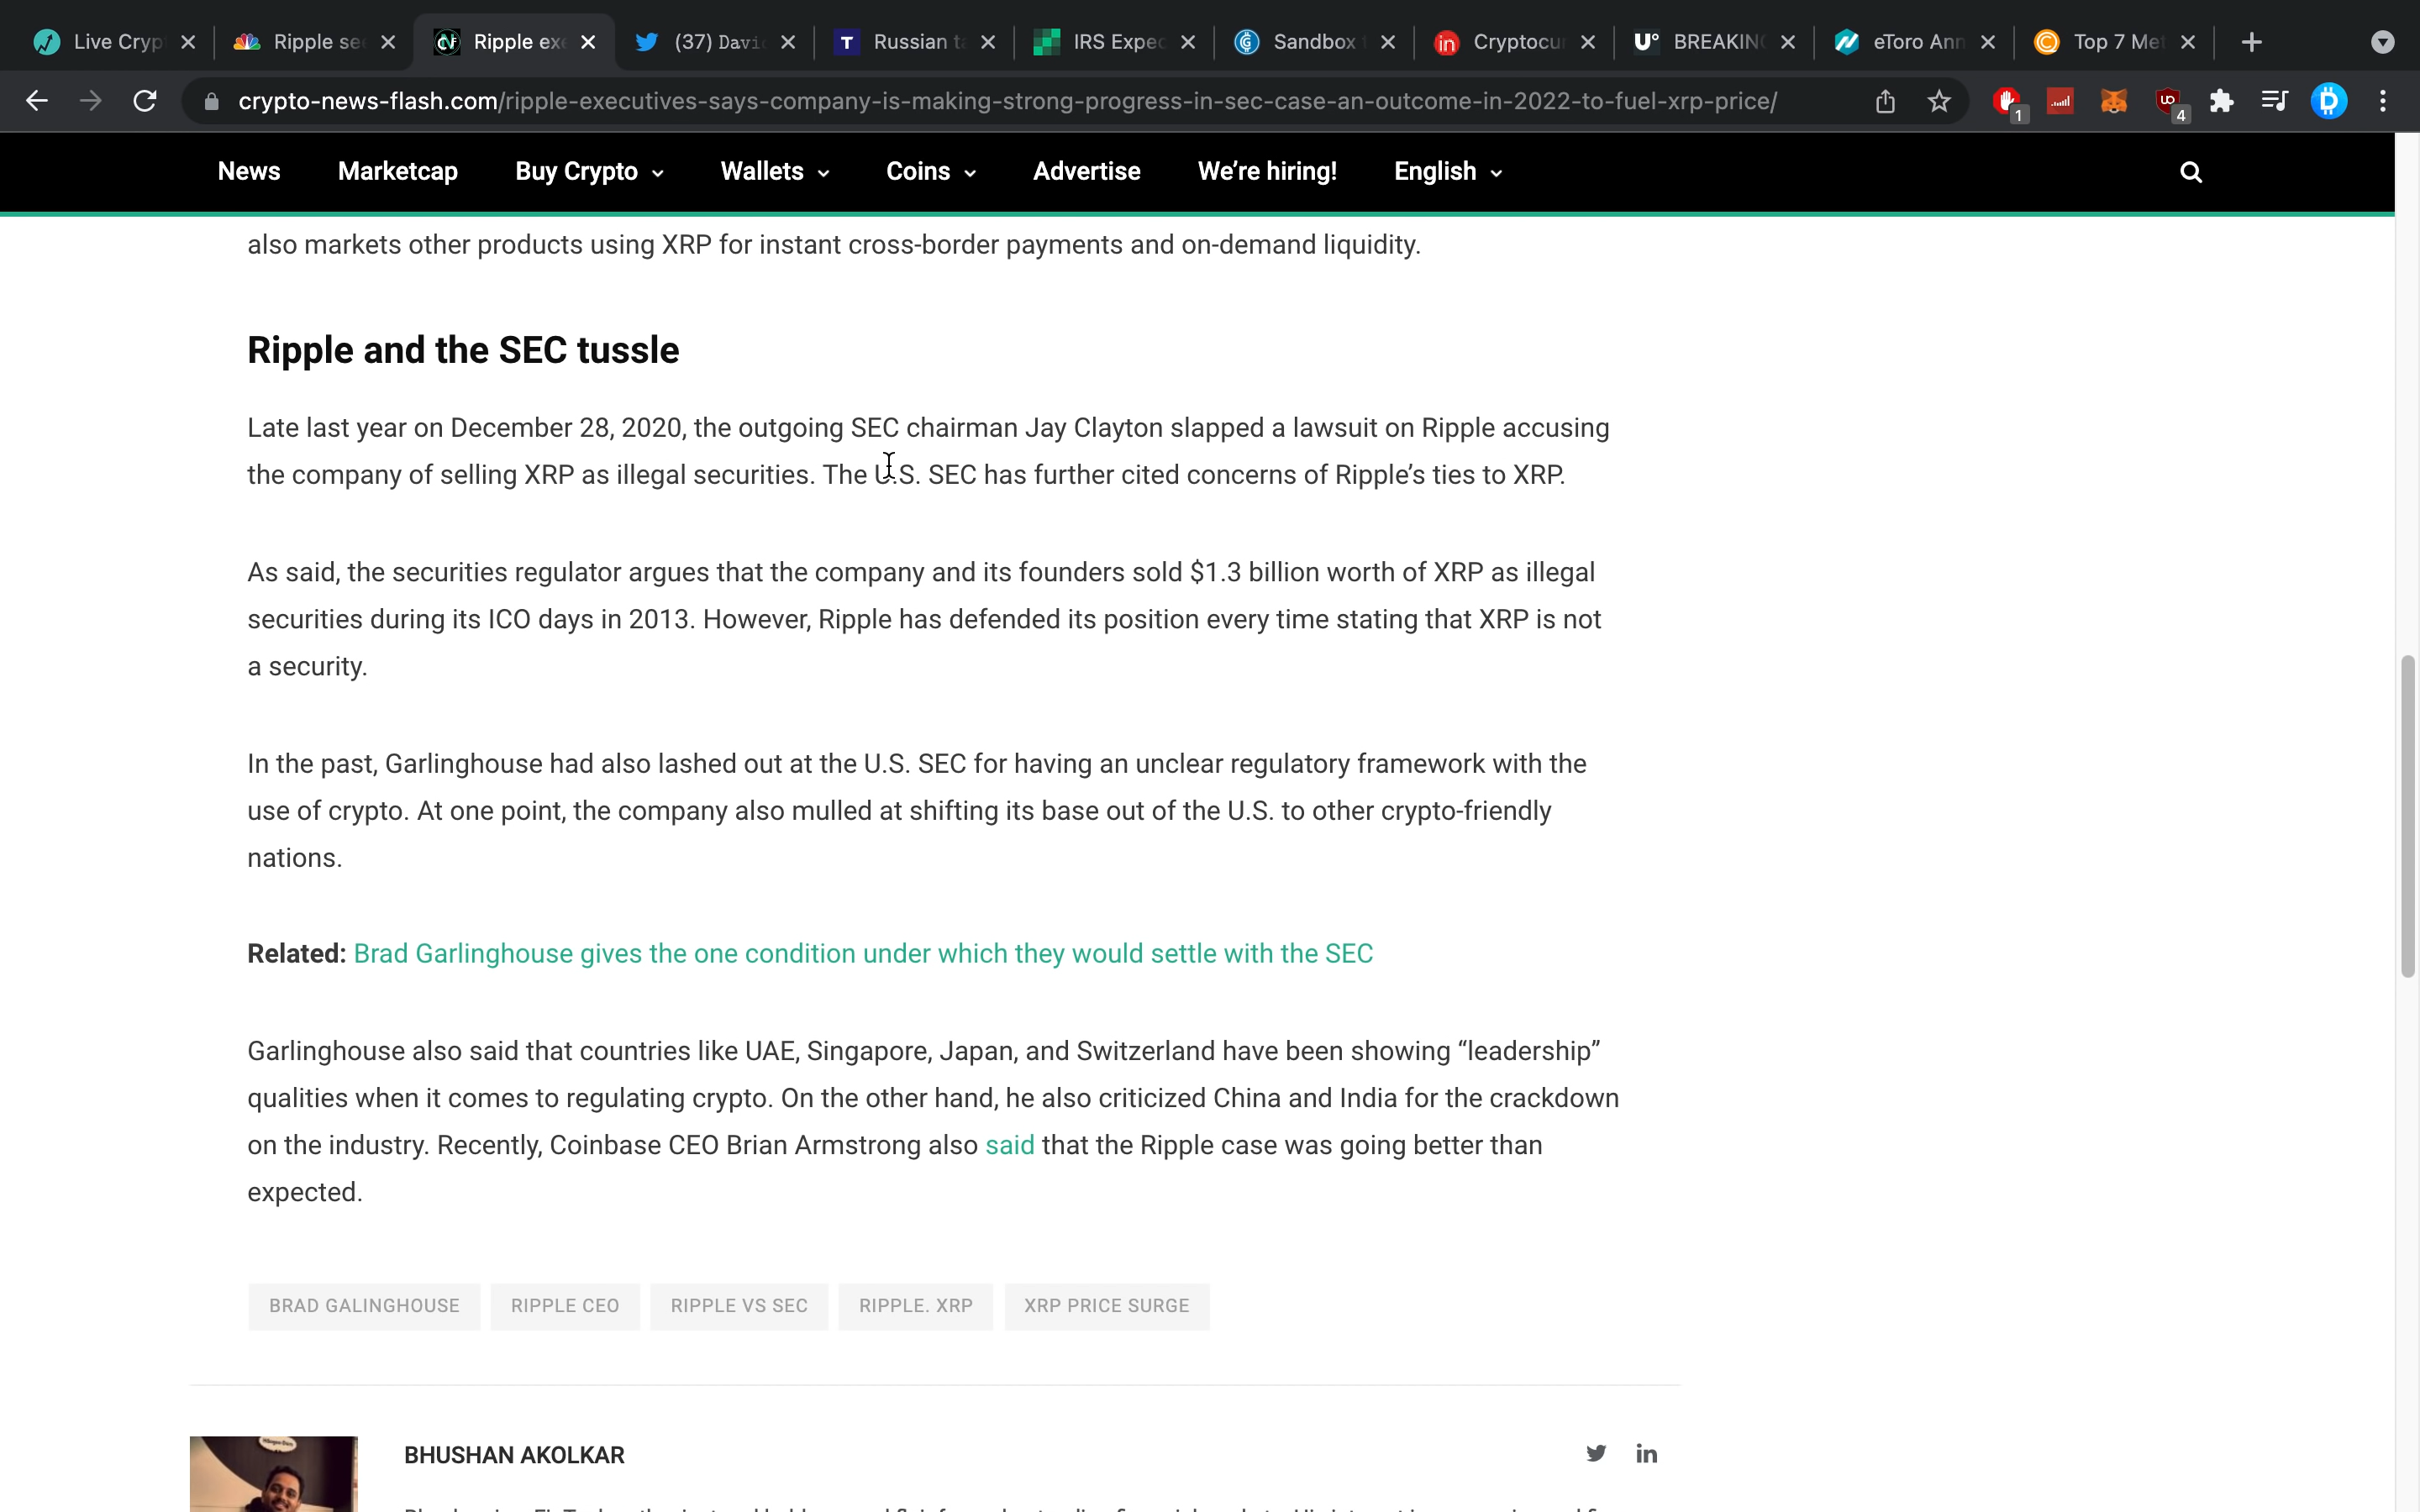 Live Cryp
Ripple se
Ripple ex
(37) Davi
Russian t
IRS Expec
Sandbox
Cryptocu
BREAKIN
eToro Ann
Top 7 Met
crypto-news-flash.com/ripple-executives-says-company-is-making-strong-progress-in-sec-case-an-outcome-in-2022-to-fuel-xrp-price/
1
4
News
Marketcap
Buy Crypto
Wallets
Coins
Advertise
We’re hiring!
English
also markets other products using XRP for instant cross-border payments and on-demand liquidity.
Ripple and the SEC tussle
Late last year on December 28, 2020, the outgoing SEC chairman Jay Clayton slapped a lawsuit on Ripple accusing
the company of selling XRP as illegal securities. The U.S. SEC has further cited concerns of Ripple’s ties to XRP.
As said, the securities regulator argues that the company and its founders sold $1.3 billion worth of XRP as illegal
securities during its ICO days in 2013. However, Ripple has defended its position every time stating that XRP is not
a security.
In the past, Garlinghouse had also lashed out at the U.S. SEC for having an unclear regulatory framework with the
use of crypto. At one point, the company also mulled at shifting its base out of the U.S. to other crypto-friendly
nations.
Related: Brad Garlinghouse gives the one condition under which they would settle with the SEC
Garlinghouse also said that countries like UAE, Singapore, Japan, and Switzerland have been showing “leadership”
qualities when it comes to regulating crypto. On the other hand, he also criticized China and India for the crackdown
on the industry. Recently, Coinbase CEO Brian Armstrong also said that the Ripple case was going better than
expected.
BRAD GALINGHOUSE
RIPPLE CEO
RIPPLE VS SEC
RIPPLE. XRP
XRP PRICE SURGE
BHUSHAN AKOLKAR